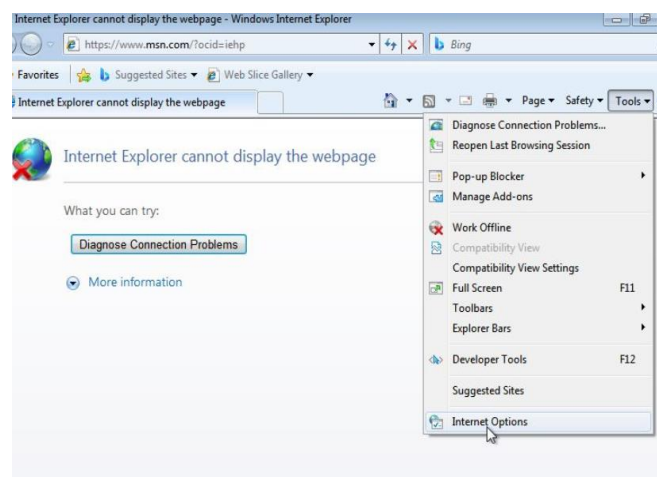 Internet Explorer cannot display the webpage - Windows Internet Explorer
https://www.msn.com/?ocid=iehp
Bing
Favorites Suggested Sites Web Slice Gallery
Internet Explorer cannot display the webpage
Page Safety Tools
Internet Explorer cannot display the webpage
What you can try:
Diagnose Connection Problems
More information
Diagnose Connection Problems...
Reopen Last Browsing Session
Pop-up Blocker
Manage Add-ons
Work Offline
Compatibility View
Compatibility View Settings
Full Screen F11
Toolbars
Explorer Bars
Developer Tools F12
Suggested Sites
Internet Options